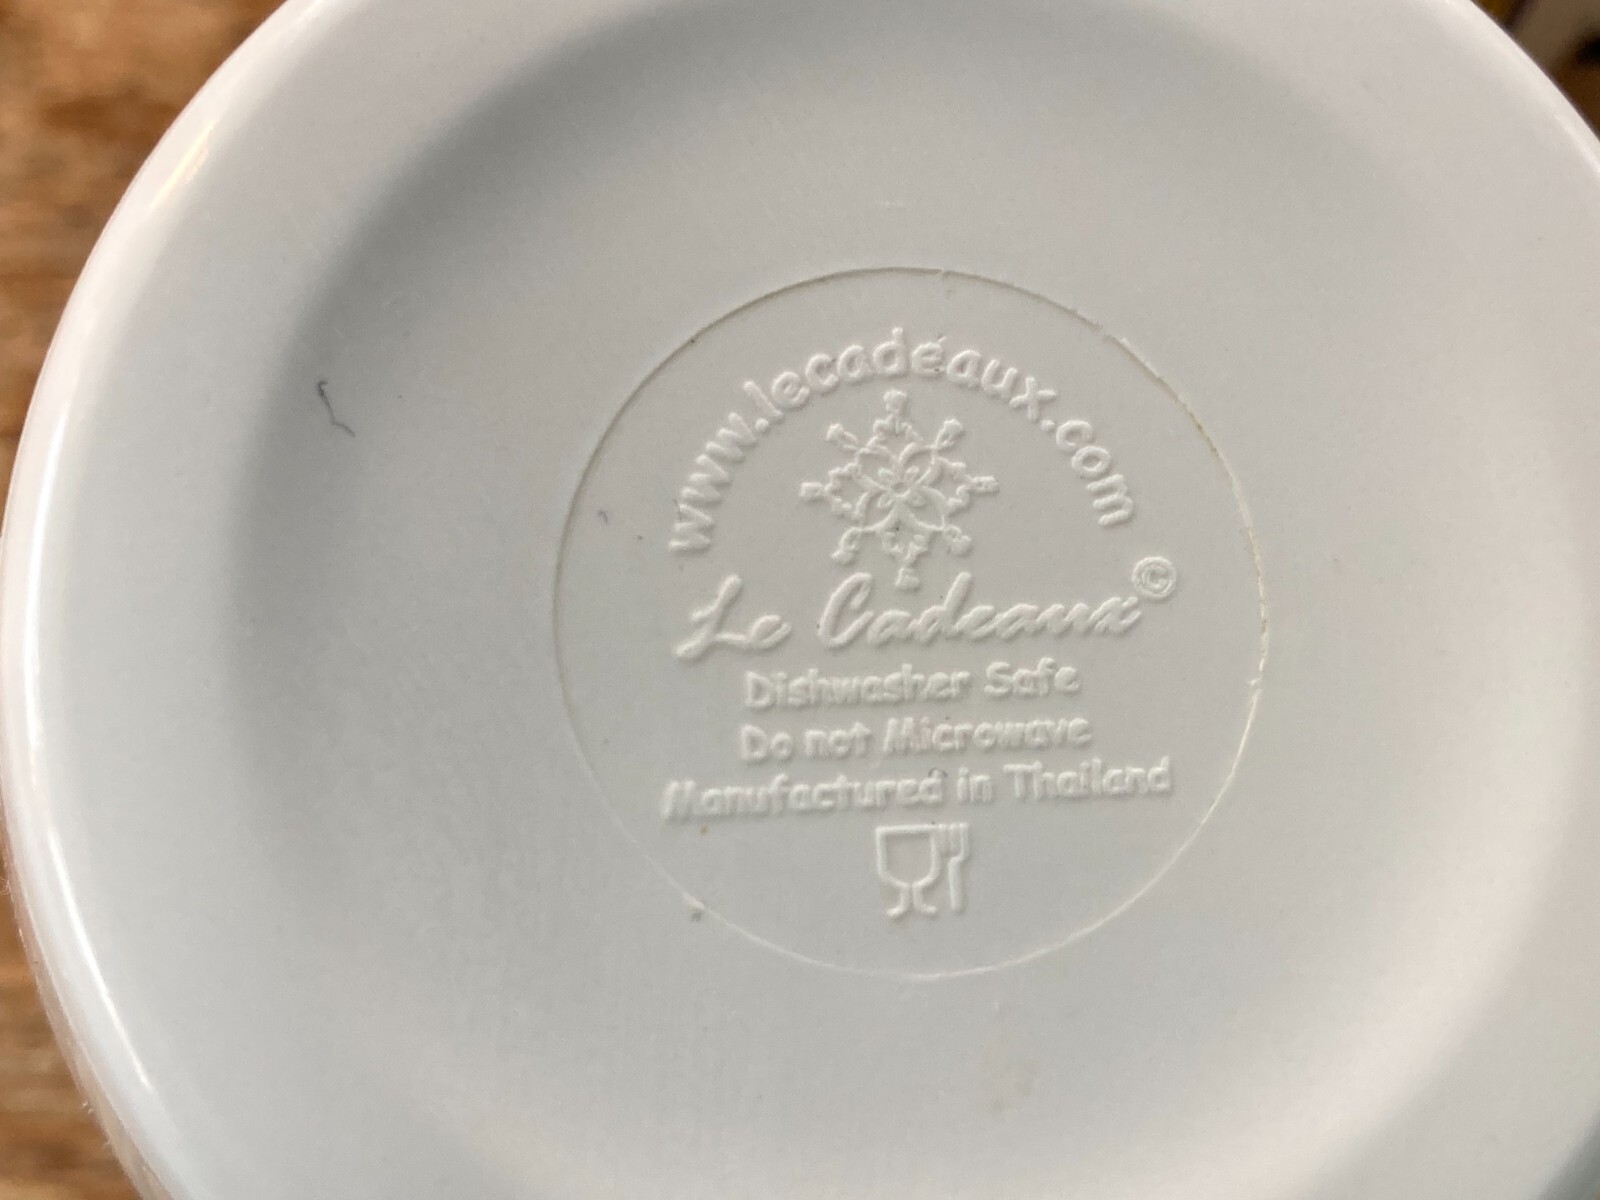 www.lecadeaux.com
Le Cadeaux©
Dishwasher Safe
Do not Microwave
Manufactured in Thailand